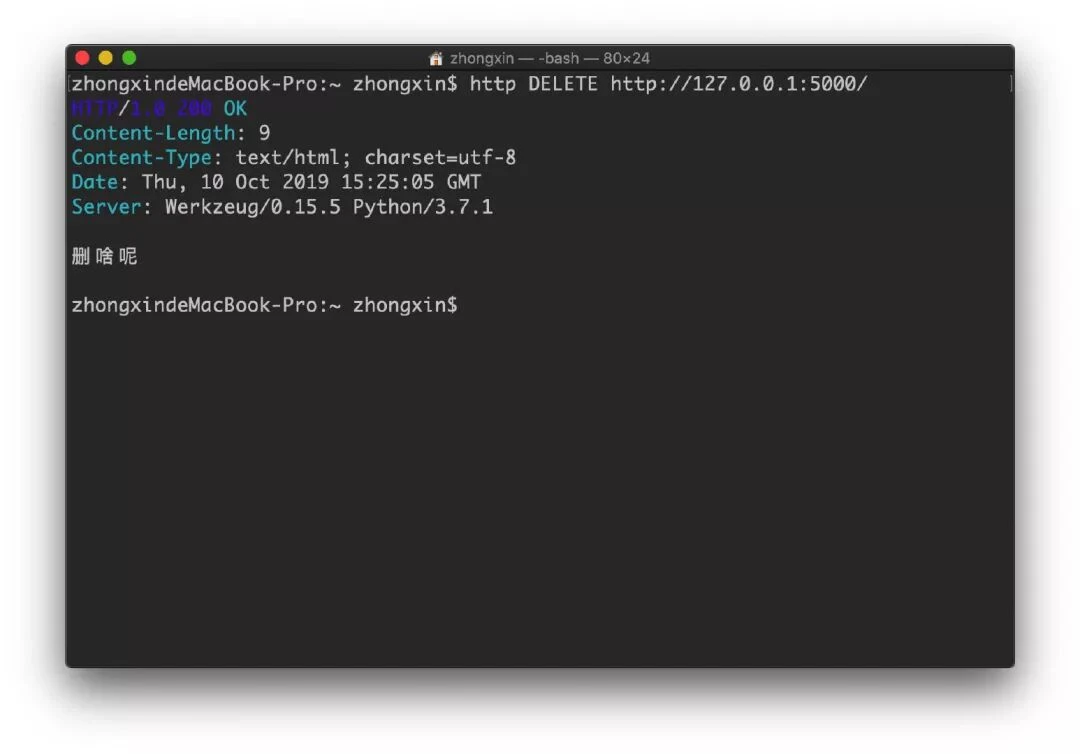 zhongxin — -bash — 80×24
zhongxindeMacBook-Pro:~ zhongxin$ http DELETE http://127.0.0.1:5000/
HTTP/1.0 200 OK
Content-Length: 9
Content-Type: text/html; charset=utf-8
Date: Thu, 10 Oct 2019 15:25:05 GMT
Server: Werkzeug/0.15.5 Python/3.7.1
删啥呢
zhongxindeMacBook-Pro:~ zhongxin$